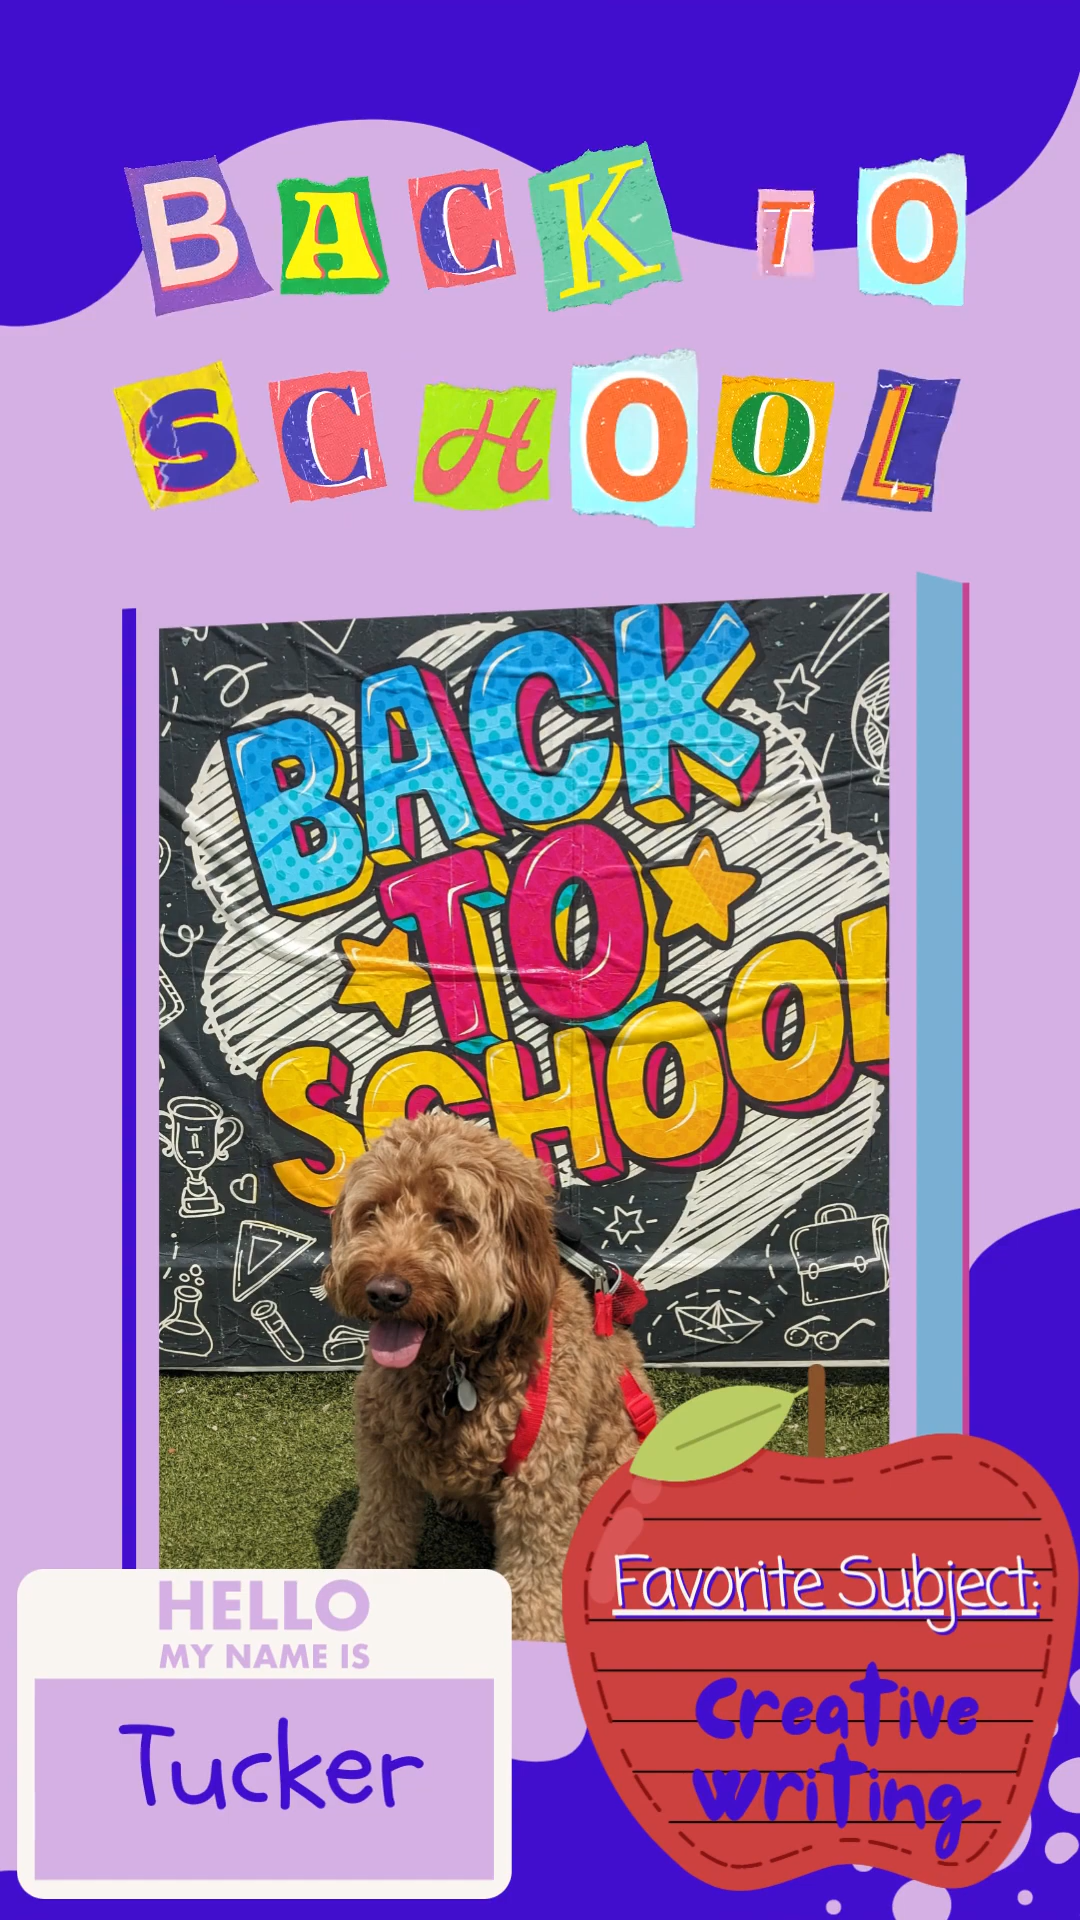 BACK TO
SCHOOL
BACK
TO
SCHOOL
HELLO
MY NAME IS
Tucker
Favorite Subject:
Creative
writing